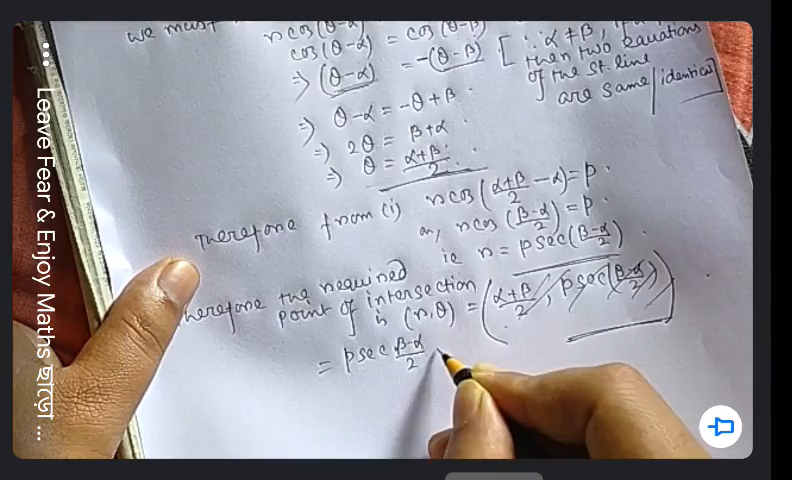 we must
r cos(θ-α) = cos(θ-β)
cos(θ-α) = cos(θ-β)
⇒ (θ-α) = -(θ-β) [∵ α ≠ β,
then two equations
of the st. line
are same/identical]
⇒ θ-α = -θ+β.
⇒ 2θ = β+α.
⇒ θ = (α+β)/2.
Therefore from (i) r cos((α+β)/2 - α) = p.
or, r cos((β-α)/2) = p.
ie r = p sec((β-α)/2)
Therefore the required
point of intersection
is (r, θ) = ((α+β)/2, p sec((β-α)/2))
= p sec (β-α)/2
Leave Fear & Enjoy Maths ছাড়ো ...